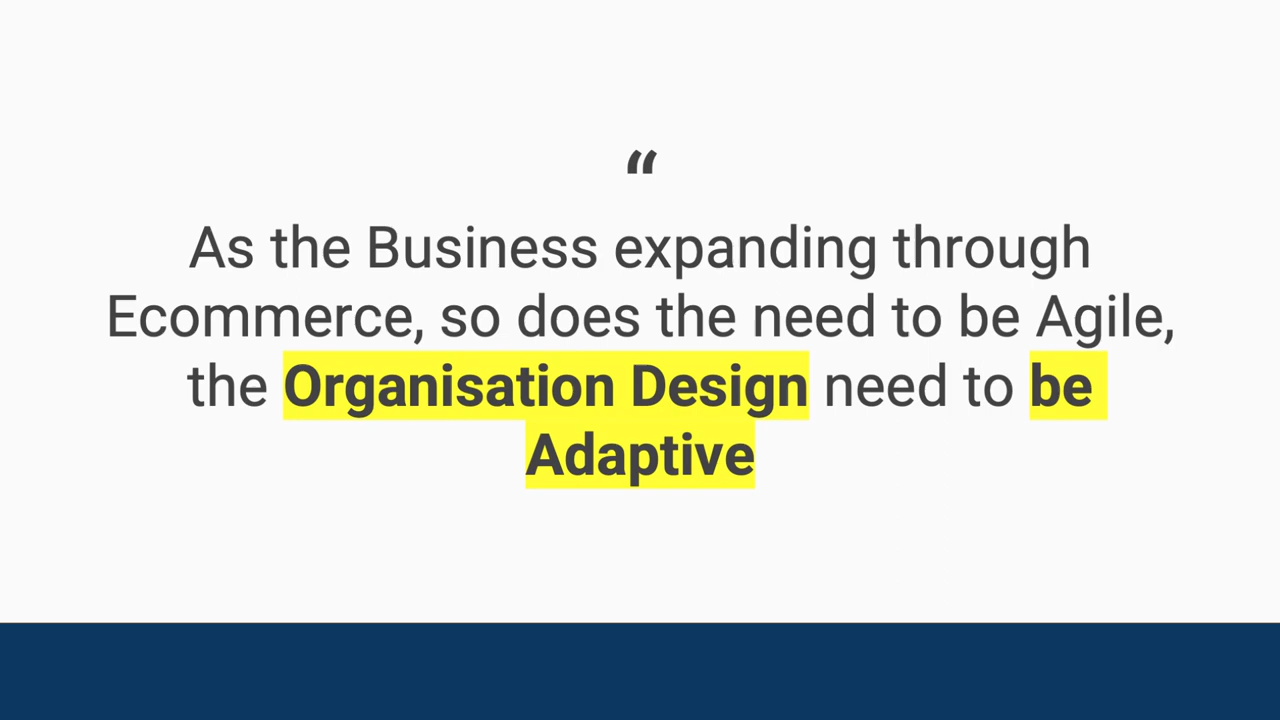 “
As the Business expanding through
Ecommerce, so does the need to be Agile,
the Organisation Design need to be
Adaptive